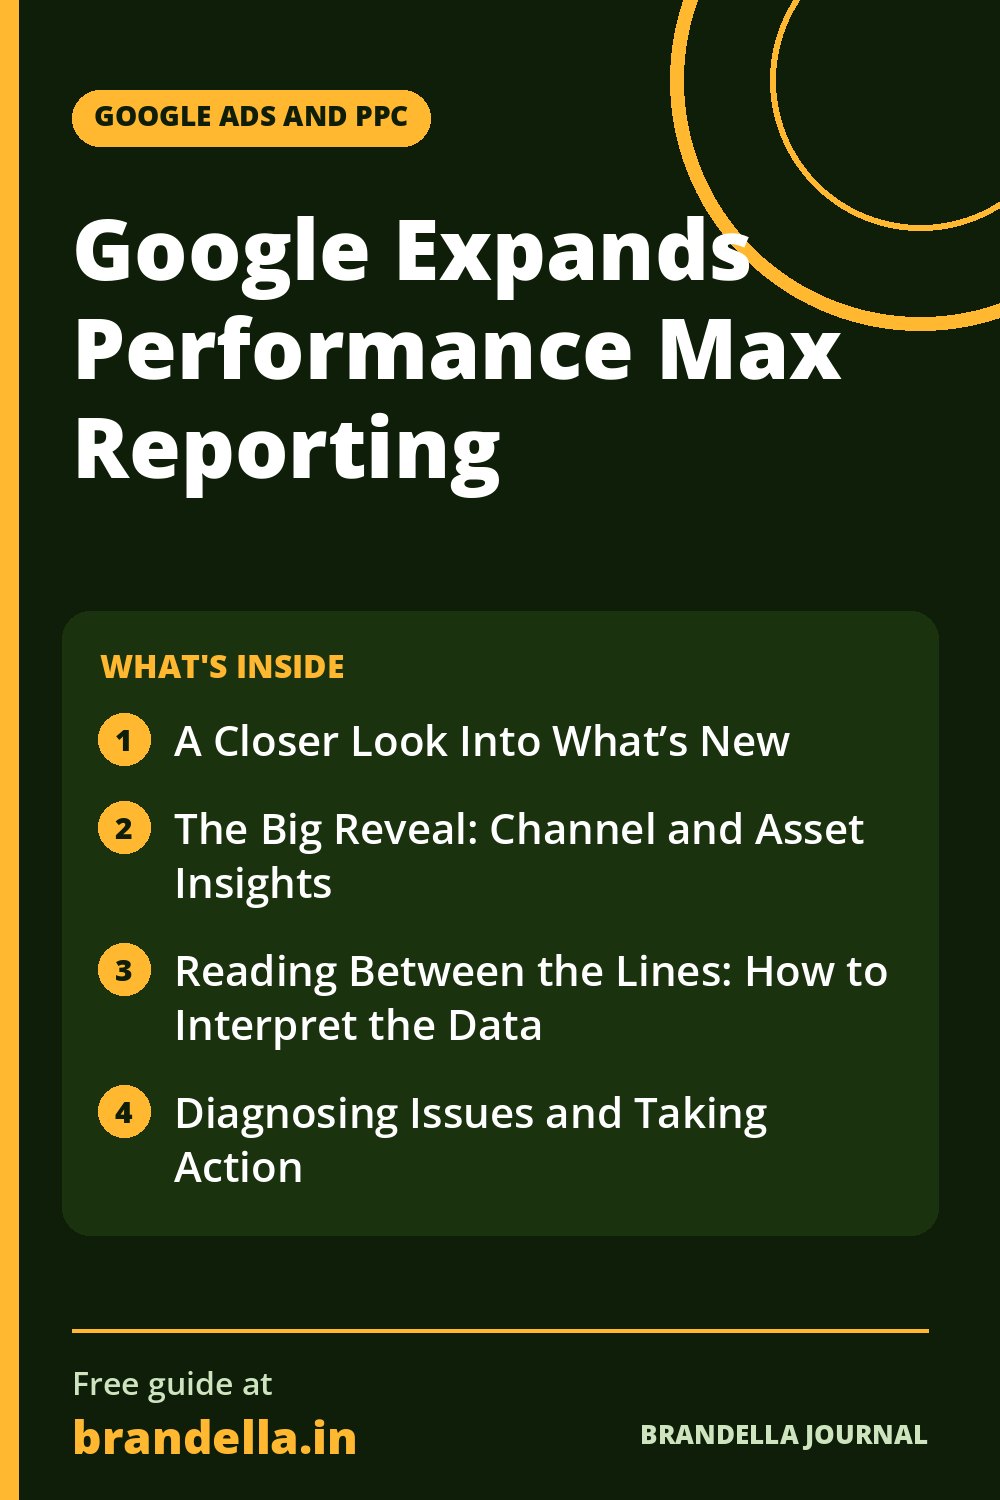 GOOGLE ADS AND PPC
Google Expands
Performance Max
Reporting
WHAT'S INSIDE
1 A Closer Look Into What’s New
2 The Big Reveal: Channel and Asset
Insights
3 Reading Between the Lines: How to
Interpret the Data
4 Diagnosing Issues and Taking
Action
Free guide at
brandella.in
BRANDELLA JOURNAL